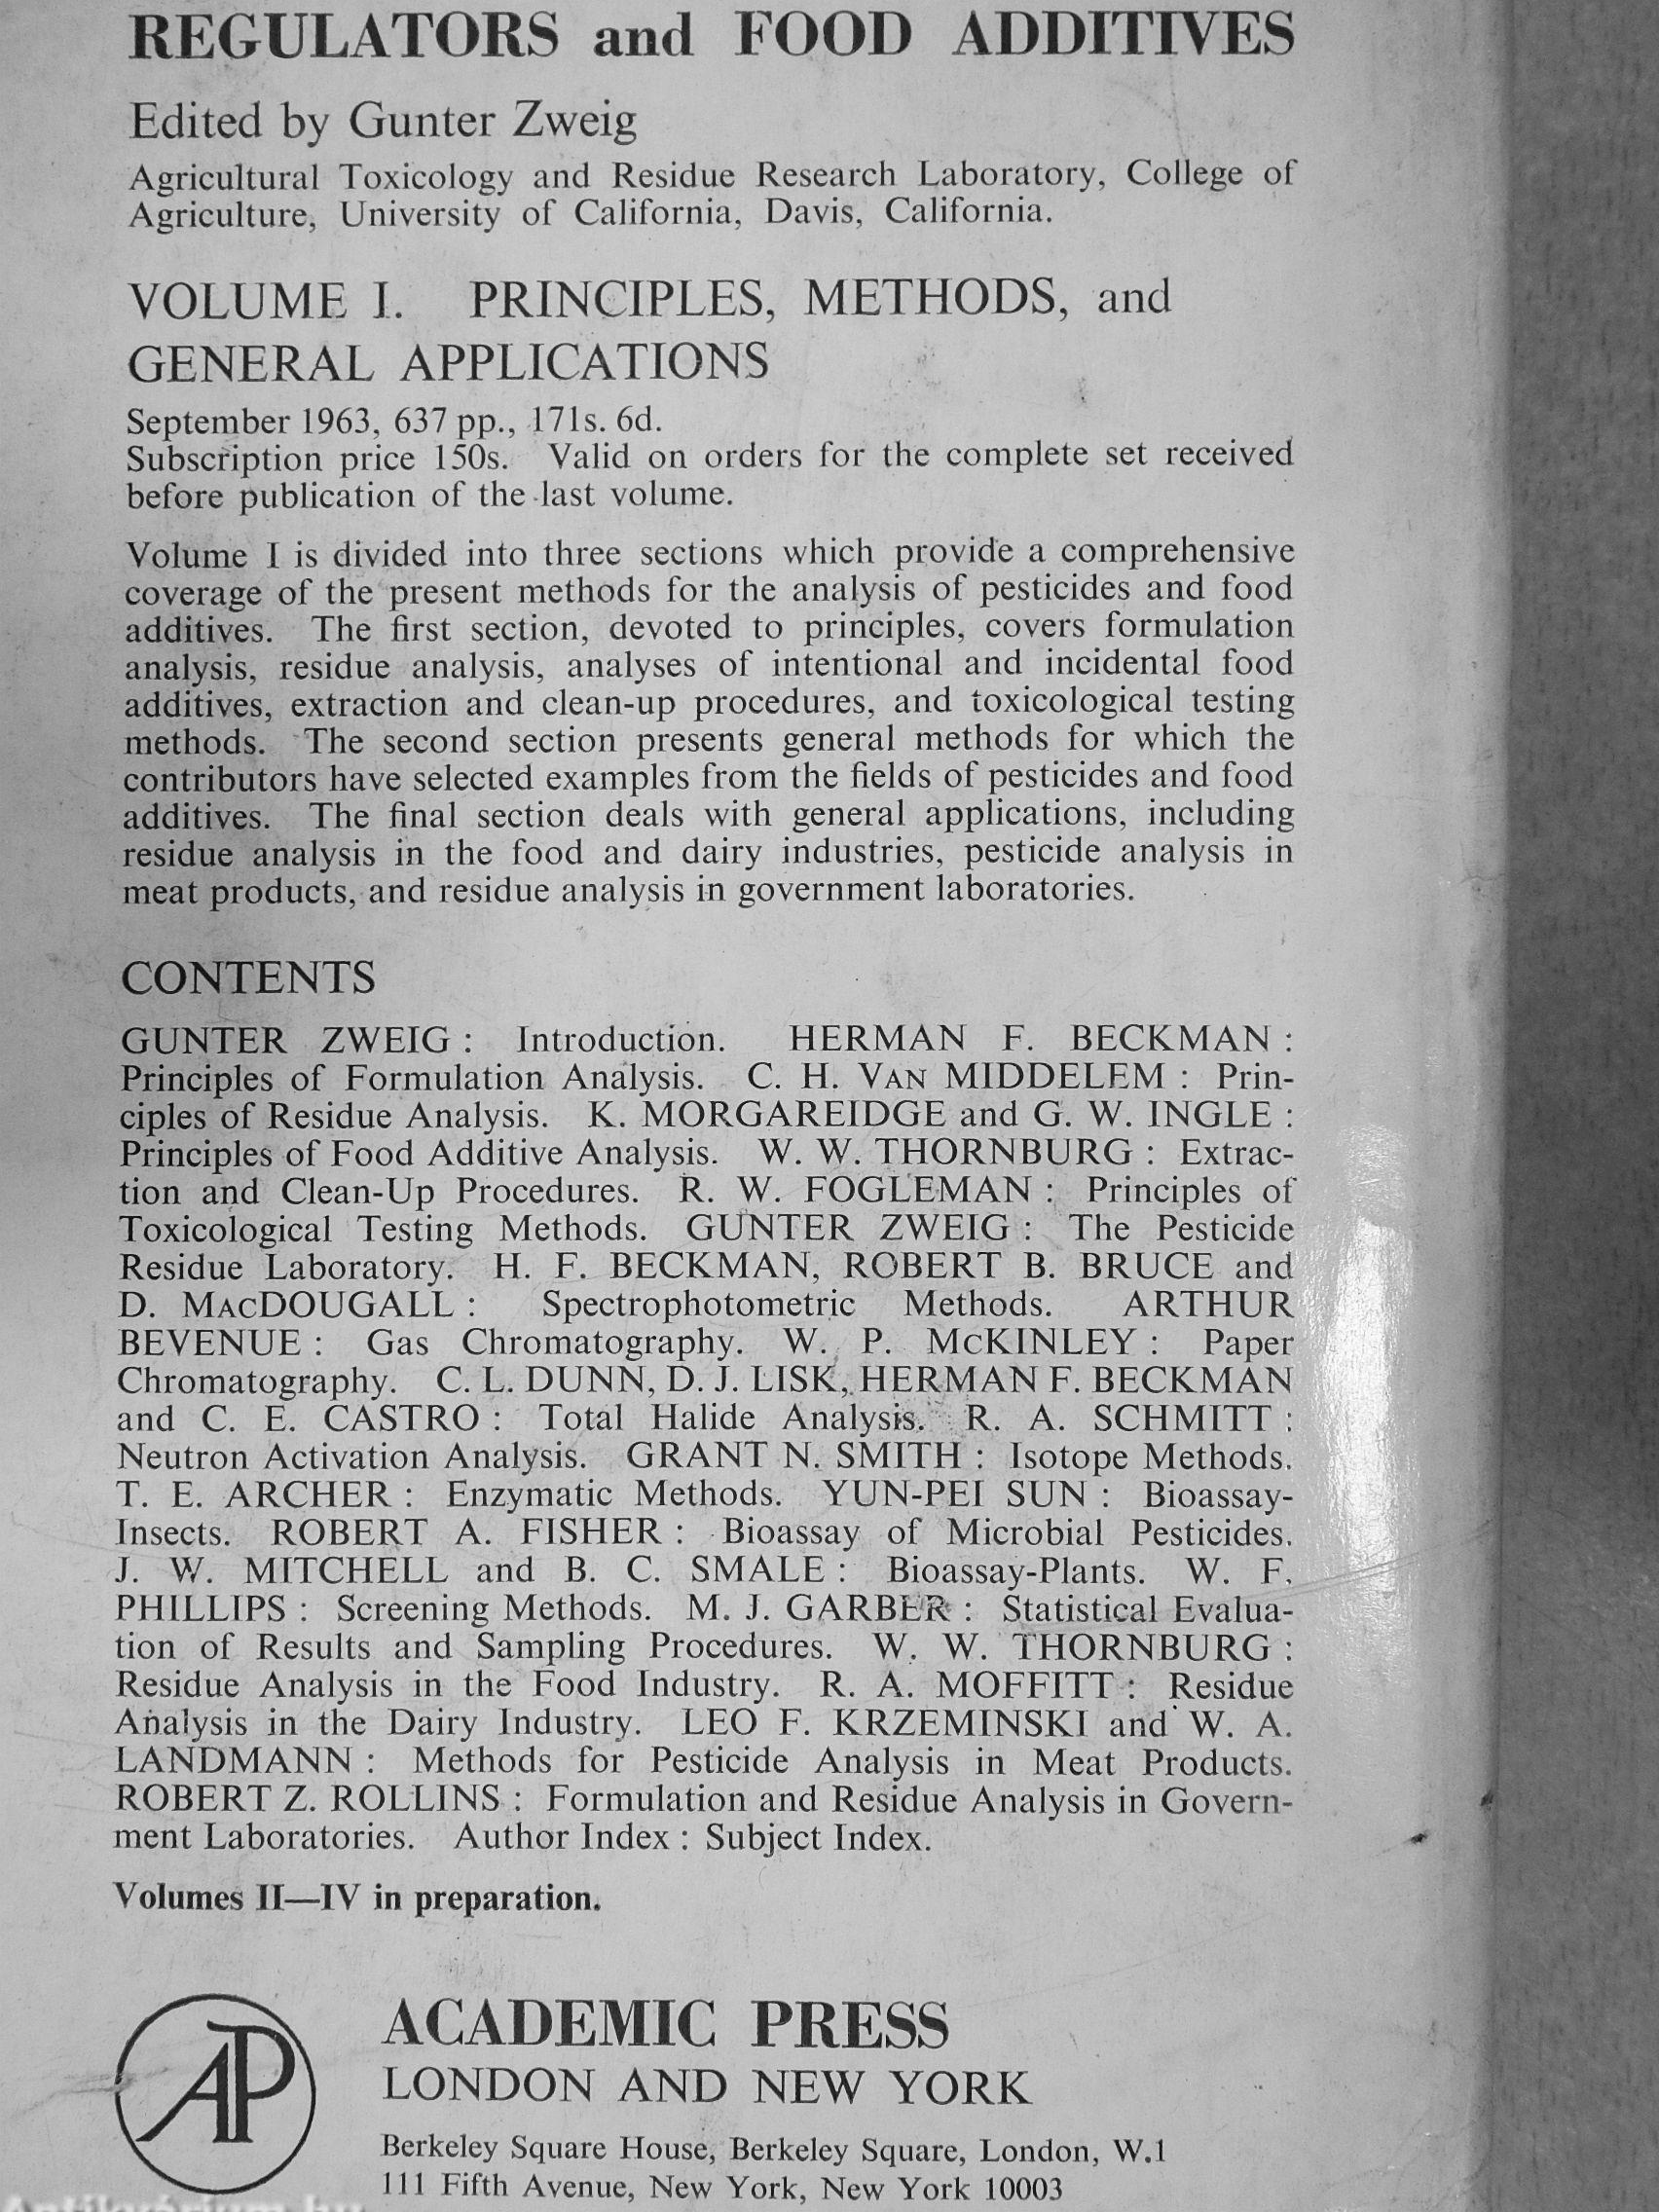 REGULATORS and FOOD ADDITIVES
Edited by Gunter Zweig
Agricultural Toxicology and Residue Research Laboratory, College of
Agriculture, University of California, Davis, California.
VOLUME I. PRINCIPLES, METHODS, and
GENERAL APPLICATIONS
September 1963, 637 pp., 171s. 6d.
Subscription price 150s. Valid on orders for the complete set received
before publication of the last volume.
Volume I is divided into three sections which provide a comprehensive
coverage of the present methods for the analysis of pesticides and food
additives. The first section, devoted to principles, covers formulation
analysis, residue analysis, analyses of intentional and incidental food
additives, extraction and clean-up procedures, and toxicological testing
methods. The second section presents general methods for which the
contributors have selected examples from the fields of pesticides and food
additives. The final section deals with general applications, including
residue analysis in the food and dairy industries, pesticide analysis in
meat products, and residue analysis in government laboratories.
CONTENTS
GUNTER ZWEIG : Introduction. HERMAN F. BECKMAN :
Principles of Formulation Analysis. C. H. VAN MIDDELEM : Prin-
ciples of Residue Analysis. K. MORGAREIDGE and G. W. INGLE :
Principles of Food Additive Analysis. W. W. THORNBURG : Extrac-
tion and Clean-Up Procedures. R. W. FOGLEMAN : Principles of
Toxicological Testing Methods. GUNTER ZWEIG : The Pesticide
Residue Laboratory. H. F. BECKMAN, ROBERT B. BRUCE and
D. MACDOUGALL : Spectrophotometric Methods. ARTHUR
BEVENUE : Gas Chromatography. W. P. MCKINLEY : Paper
Chromatography. C. L. DUNN, D. J. LISK, HERMAN F. BECKMAN
and C. E. CASTRO : Total Halide Analysis. R. A. SCHMITT :
Neutron Activation Analysis. GRANT N. SMITH : Isotope Methods.
T. E. ARCHER : Enzymatic Methods. YUN-PEI SUN : Bioassay-
Insects. ROBERT A. FISHER : Bioassay of Microbial Pesticides.
J. W. MITCHELL and B. C. SMALE : Bioassay-Plants. W. F.
PHILLIPS : Screening Methods. M. J. GARBER : Statistical Evalua-
tion of Results and Sampling Procedures. W. W. THORNBURG :
Residue Analysis in the Food Industry. R. A. MOFFITT : Residue
Analysis in the Dairy Industry. LEO F. KRZEMINSKI and W. A.
LANDMANN : Methods for Pesticide Analysis in Meat Products.
ROBERT Z. ROLLINS : Formulation and Residue Analysis in Govern-
ment Laboratories. Author Index : Subject Index.
Volumes II—IV in preparation.
AP
ACADEMIC PRESS
LONDON AND NEW YORK
Berkeley Square House, Berkeley Square, London, W.1
111 Fifth Avenue, New York, New York 10003